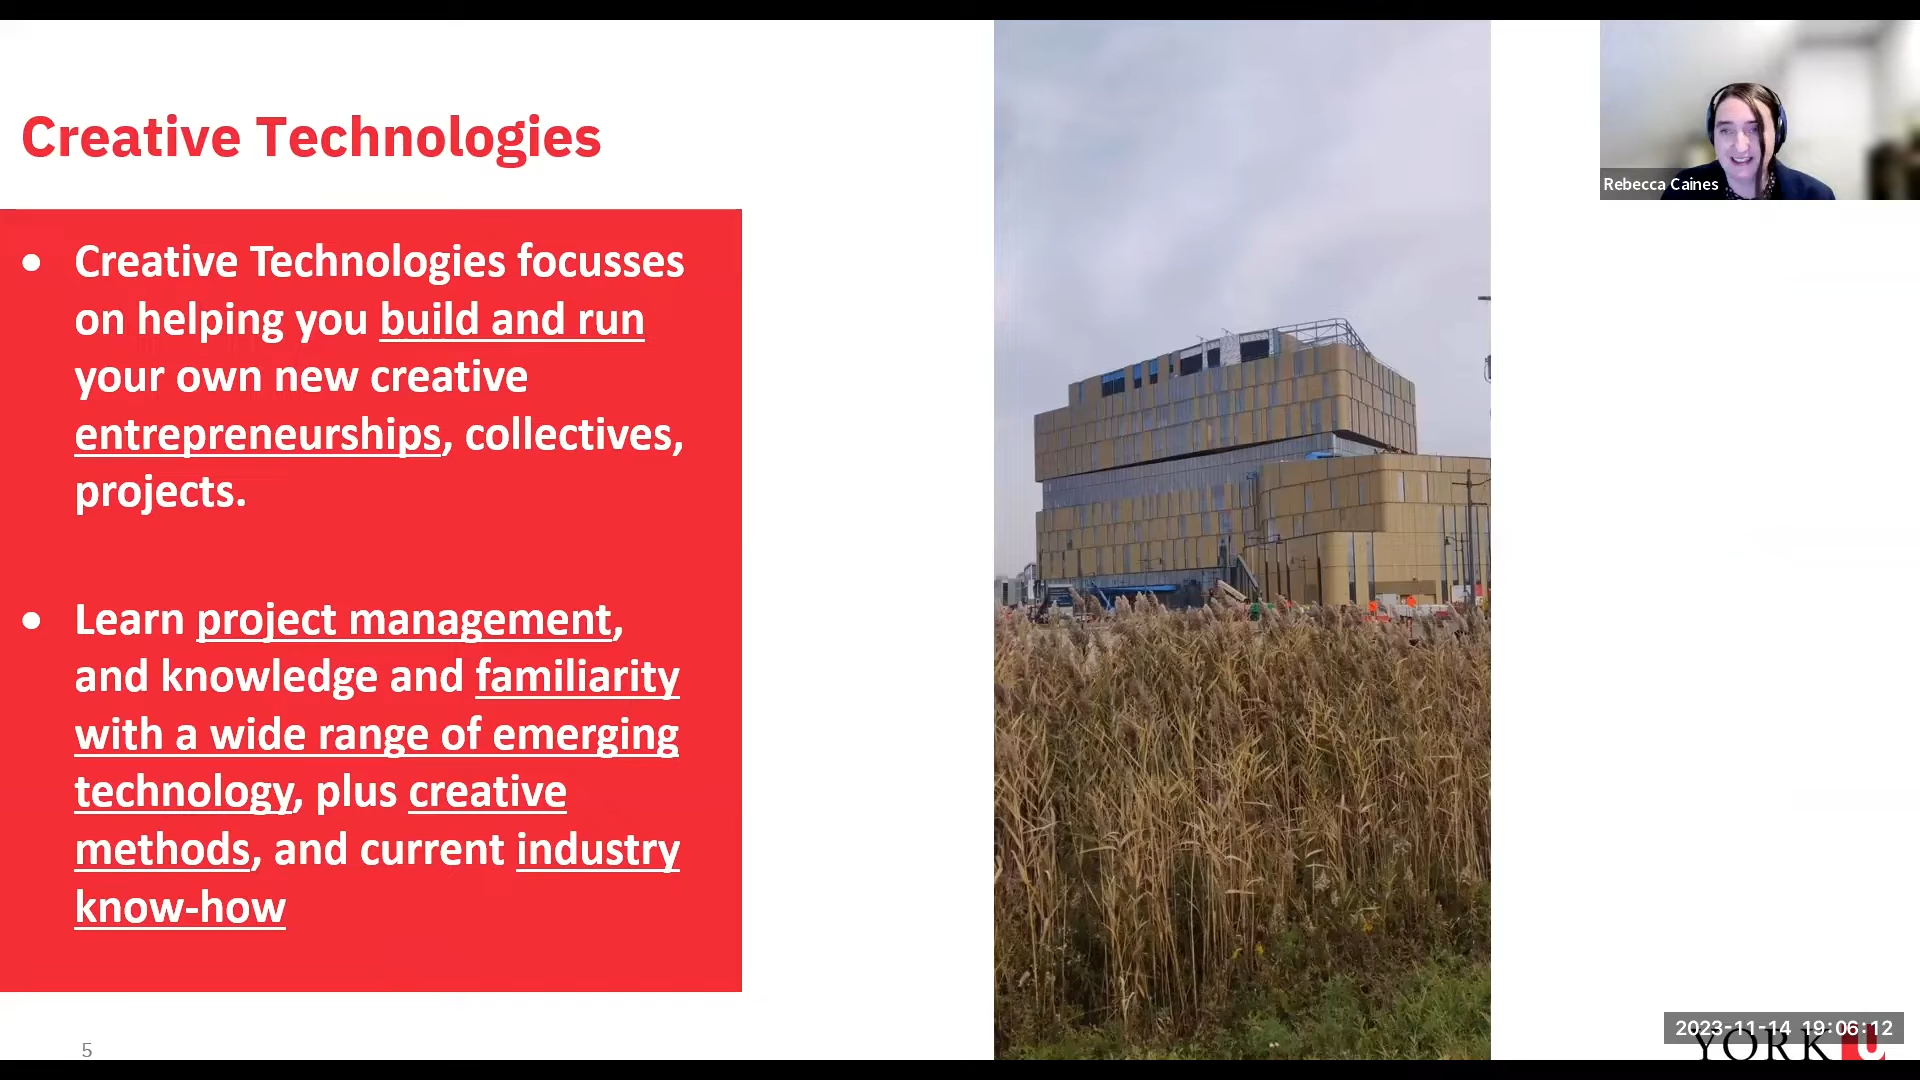 Creative Technologies
Rebecca Caines
● Creative Technologies focusses
on helping you build and run
your own new creative
entrepreneurships, collectives,
projects.
● Learn project management,
and knowledge and familiarity
with a wide range of emerging
technology, plus creative
methods, and current industry
know-how
2023-11-14 19:06:12
YORK U
5